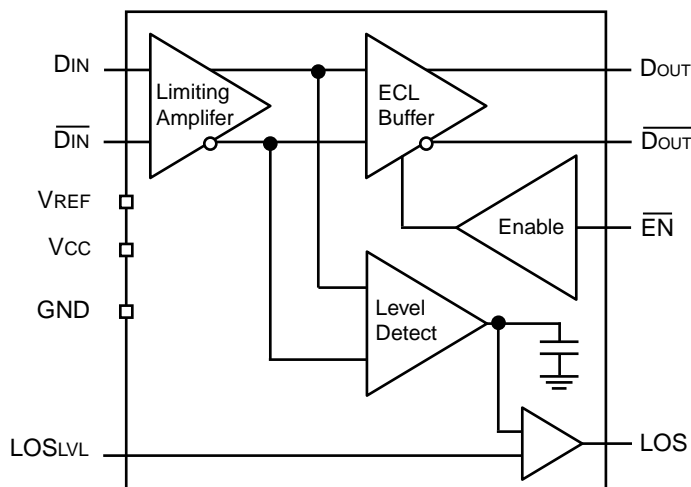 DIN
DOUT
Limiting
Amplifer
ECL
Buffer
DIN
DOUT
VREF
Enable
EN
VCC
GND
Level
Detect
LOSLVL
LOS